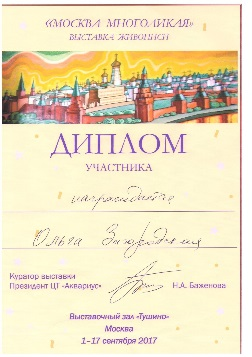 «МОСКВА МНОГОЛИКАЯ»
ВЫСТАВКА ЖИВОПИСИ
ДИПЛОМ
УЧАСТНИКА
награждается
Ольга
Куратор выставки
Президент ЦТ «Аквариус»
Н.А. Баженова
Выставочный зал «Тушино»
Москва
1–17 сентября 2017